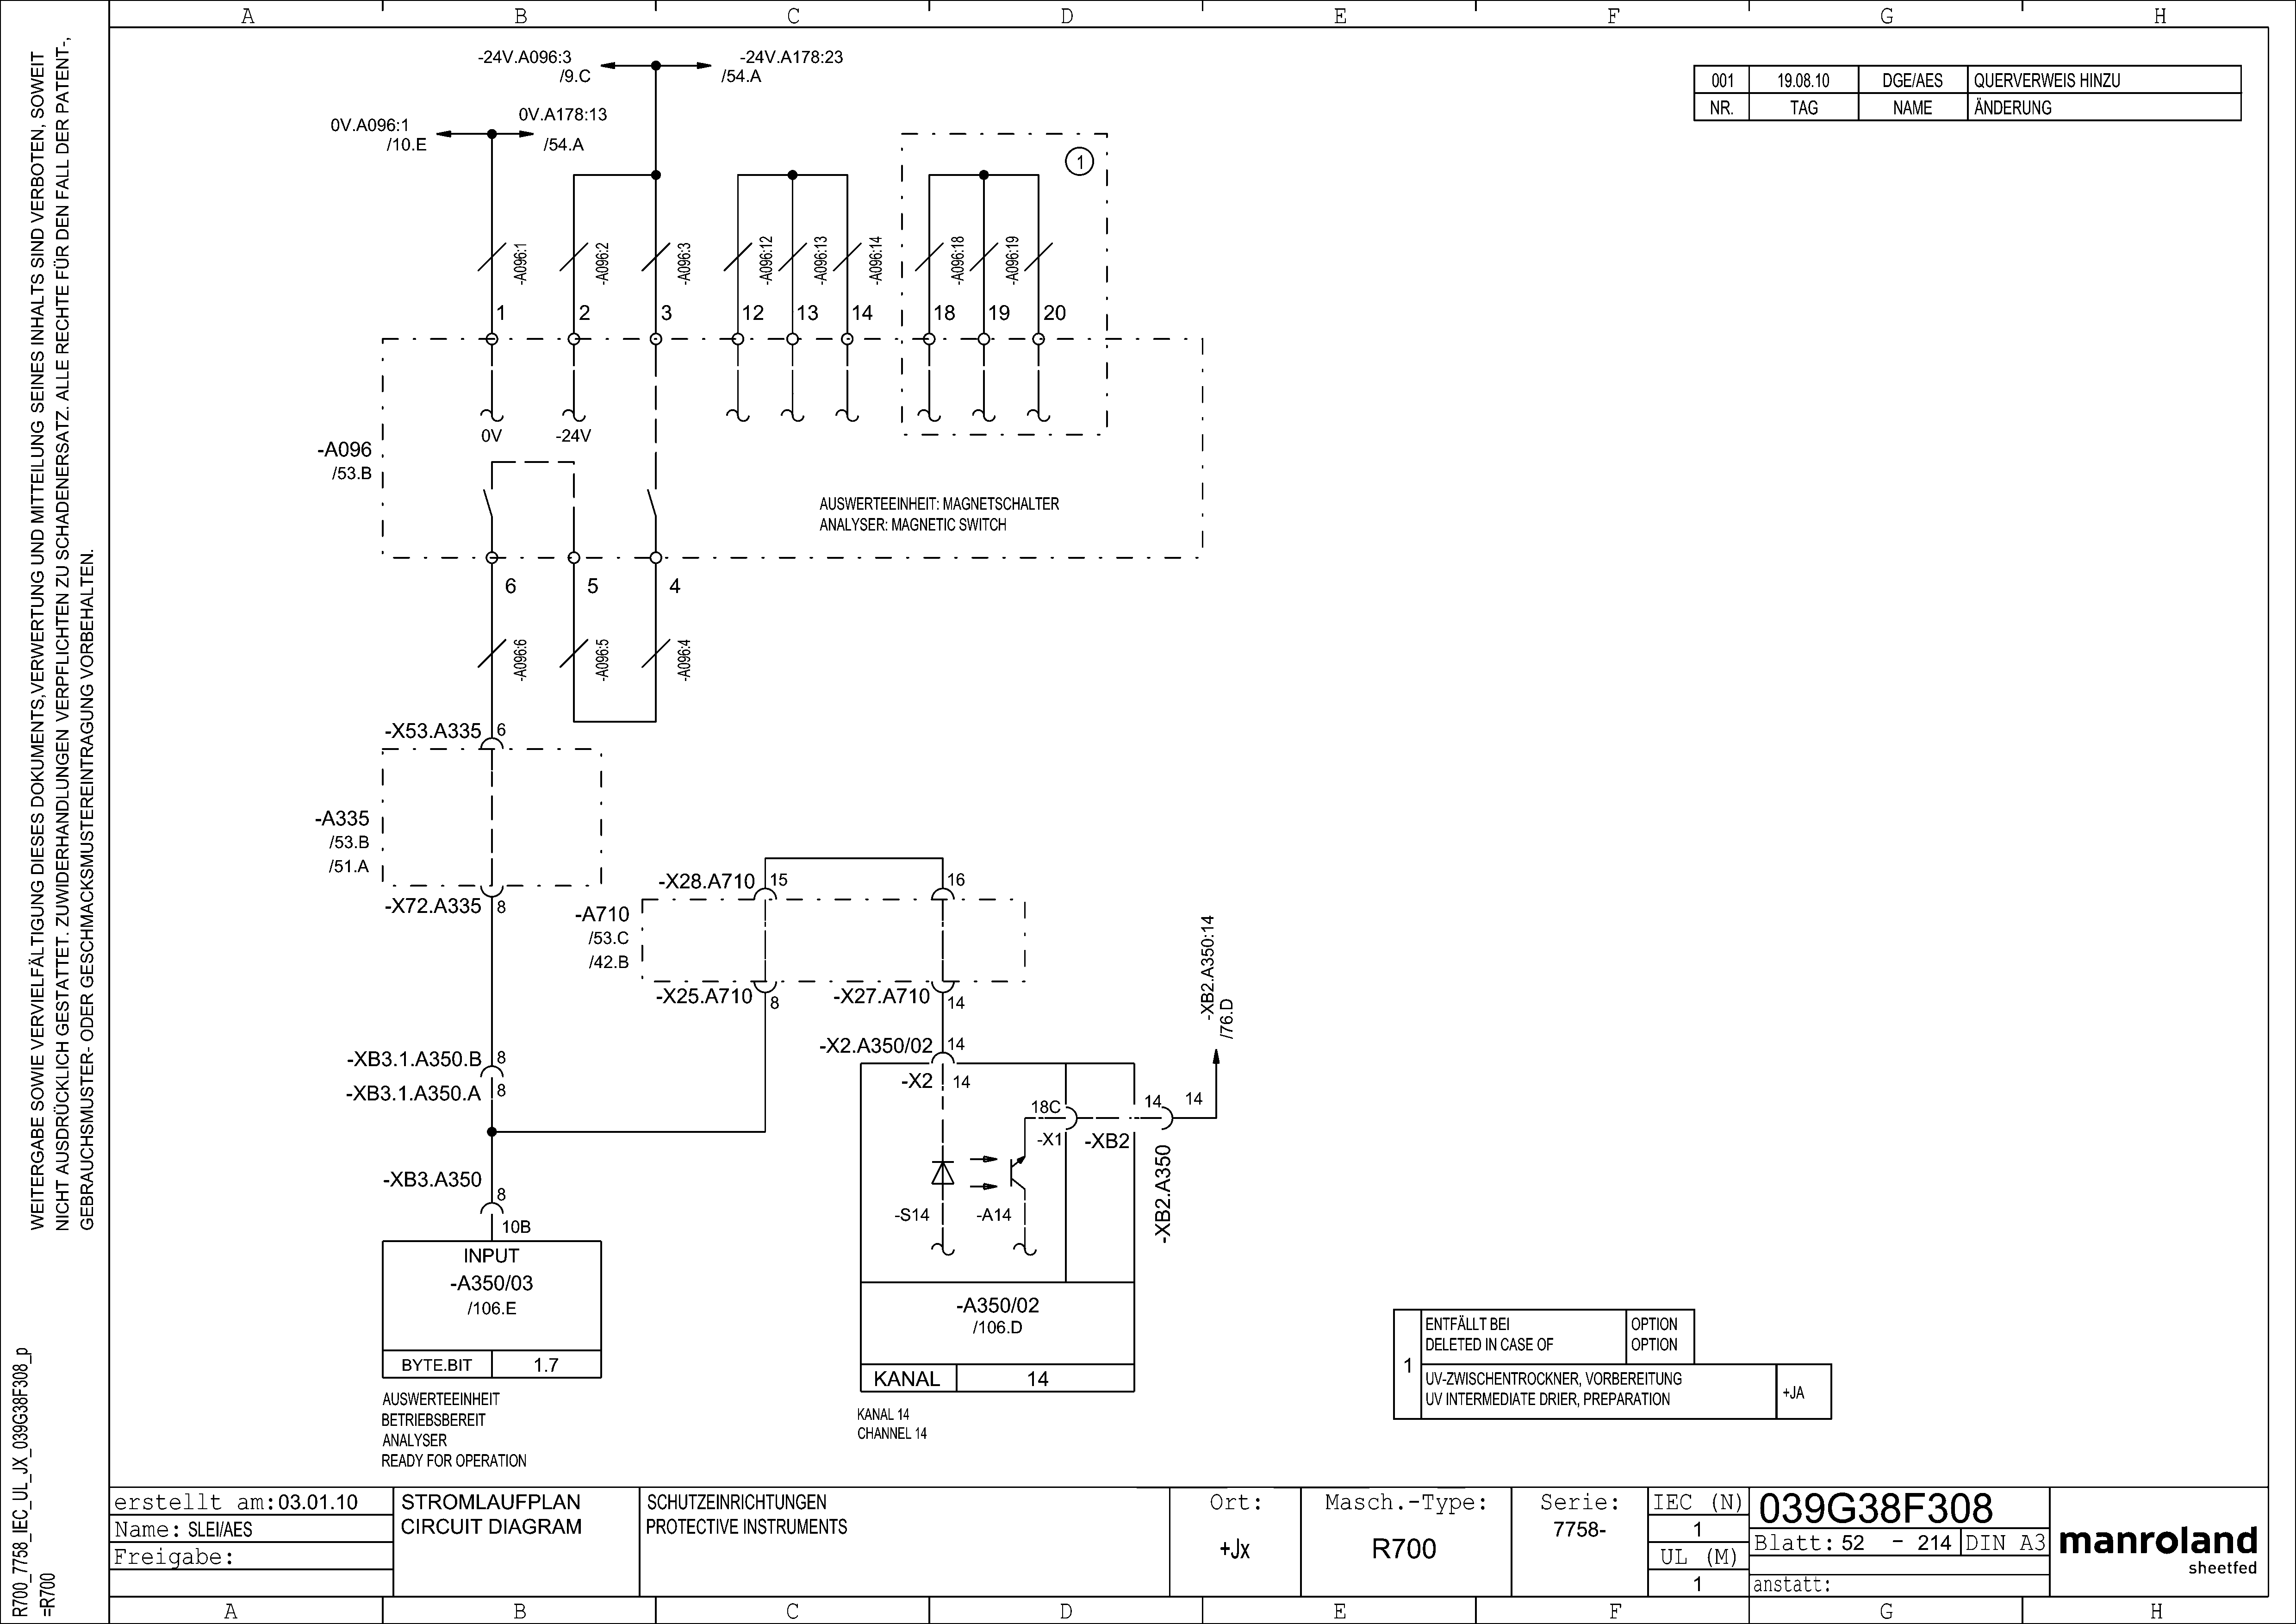 A B C D E F G H
-24V.A096:3
/9.C
-24V.A178:23
/54.A
0V.A096:1
/10.E
0V.A178:13
/54.A
001 19.08.10 DGE/AES QUERVERWEIS HINZU
NR. TAG NAME ÄNDERUNG
1
-A096:1 -A096:2 -A096:3 -A096:12 -A096:13 -A096:14 -A096:18 -A096:19
1 2 3 12 13 14 18 19 20
0V -24V
-A096
/53.B
AUSWERTEEINHEIT: MAGNETSCHALTER
ANALYSER: MAGNETIC SWITCH
6 5 4
-A096:6 -A096:5 -A096:4
-X53.A335 6
-A335
/53.B
/51.A
-X72.A335 8
-X28.A710 15 16
-A710
/53.C
/42.B
-X25.A710 8 -X27.A710 14
-XB2.A350:14
/76.D
-X2.A350/02 14
-XB3.1.A350.B 8
-XB3.1.A350.A 8
-X2 14
18C 14 14
-X1 -XB2
-XB2.A350
-XB3.A350
8
10B
-S14 -A14
INPUT
-A350/03
/106.E
BYTE.BIT 1.7
AUSWERTEEINHEIT
BETRIEBSBEREIT
ANALYSER
READY FOR OPERATION
-A350/02
/106.D
KANAL 14
KANAL 14
CHANNEL 14
1
ENTFÄLLT BEI OPTION
DELETED IN CASE OF OPTION
UV-ZWISCHENTROCKNER, VORBEREITUNG
UV INTERMEDIATE DRIER, PREPARATION
+JA
WEITERGABE SOWIE VERVIELFÄLTIGUNG DIESES DOKUMENTS,VERWERTUNG UND MITTEILUNG SEINES INHALTS SIND VERBOTEN, SOWEIT
NICHT AUSDRÜCKLICH GESTATTET. ZUWIDERHANDLUNGEN VERPFLICHTEN ZU SCHADENERSATZ. ALLE RECHTE FÜR DEN FALL DER PATENT-,
GEBRAUCHSMUSTER- ODER GESCHMACKSMUSTEREINTRAGUNG VORBEHALTEN.
R700_7758_IEC_UL_JX_039G38F308_p
=R700
erstellt am: 03.01.10
Name: SLEI/AES
Freigabe:
STROMLAUFPLAN
CIRCUIT DIAGRAM
SCHUTZEINRICHTUNGEN
PROTECTIVE INSTRUMENTS
Ort:
+Jx
Masch.-Type:
R700
Serie:
7758-
IEC (N)
1
UL (M)
1
039G38F308
Blatt: 52 - 214 DIN A3
anstatt:
manroland
sheetfed
A B C D E F G H